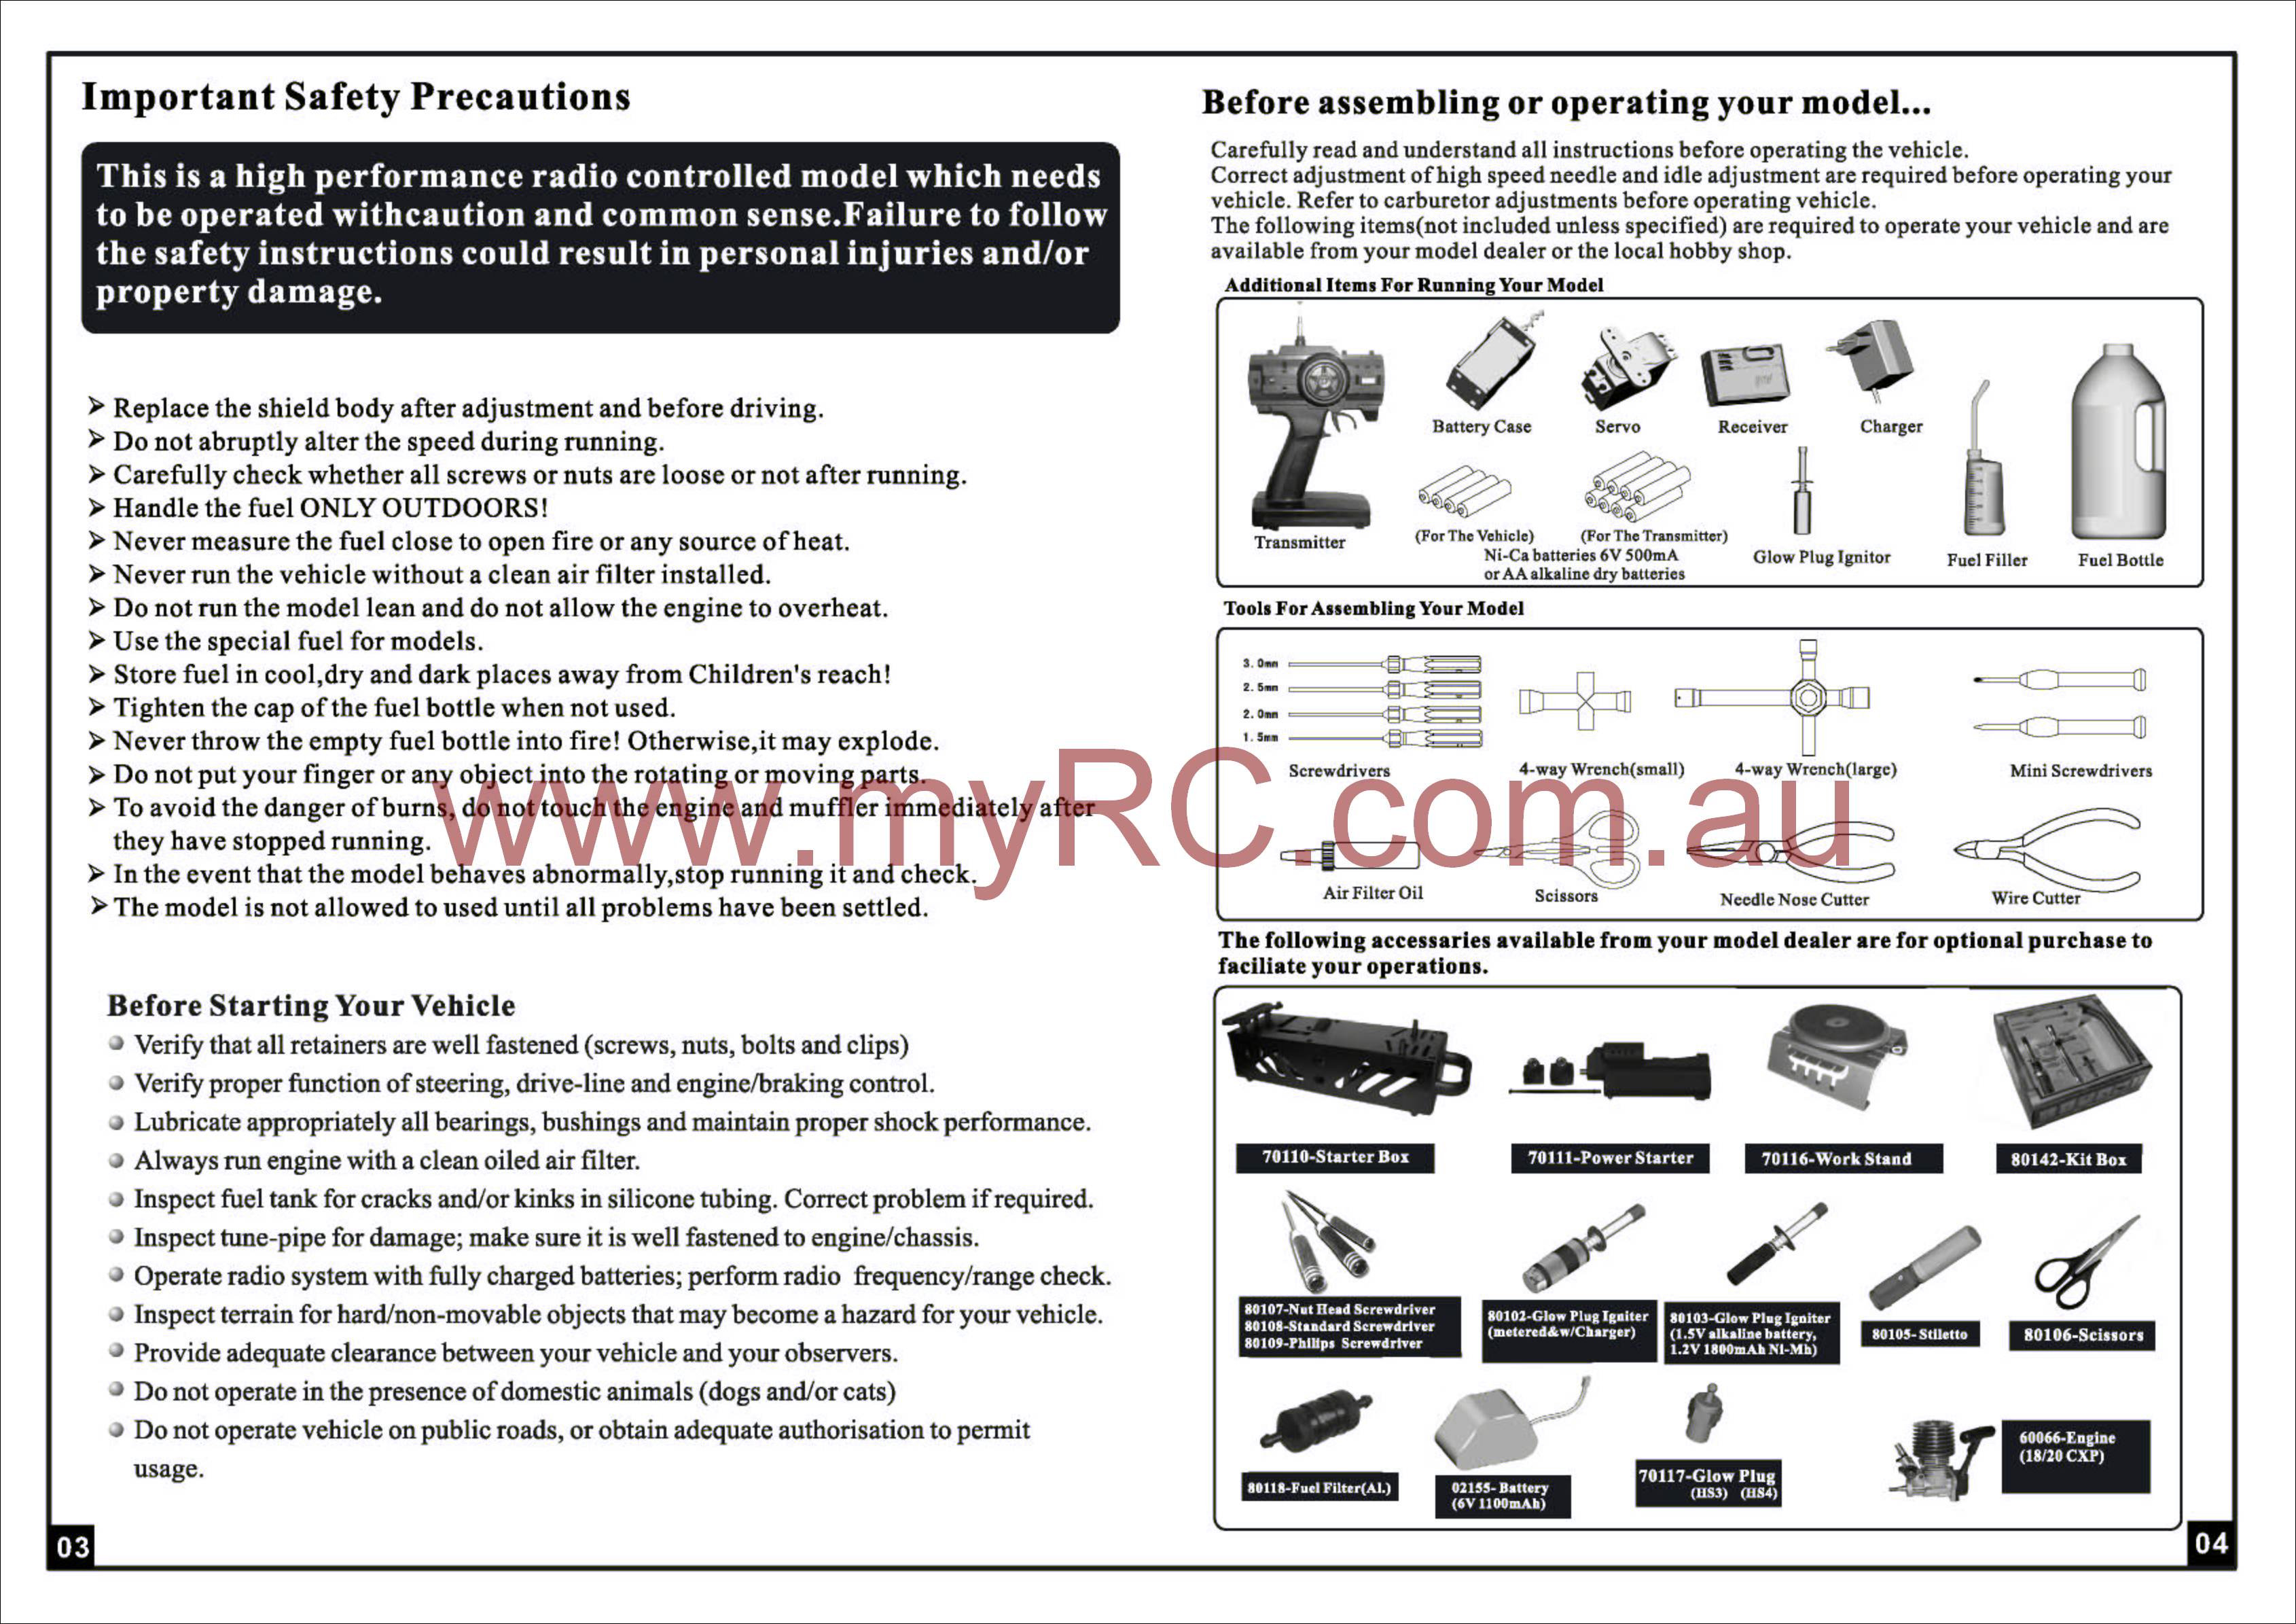 Important Safety Precautions
This is a high performance radio controlled model which needs
to be operated withcaution and common sense.Failure to follow
the safety instructions could result in personal injuries and/or
property damage.
➢ Replace the shield body after adjustment and before driving.
➢ Do not abruptly alter the speed during running.
➢ Carefully check whether all screws or nuts are loose or not after running.
➢ Handle the fuel ONLY OUTDOORS!
➢ Never measure the fuel close to open fire or any source of heat.
➢ Never run the vehicle without a clean air filter installed.
➢ Do not run the model lean and do not allow the engine to overheat.
➢ Use the special fuel for models.
➢ Store fuel in cool,dry and dark places away from Children's reach!
➢ Tighten the cap of the fuel bottle when not used.
➢ Never throw the empty fuel bottle into fire! Otherwise,it may explode.
➢ Do not put your finger or any object into the rotating or moving parts.
➢ To avoid the danger of burns, do not touch the engine and muffler immediately after
they have stopped running.
➢ In the event that the model behaves abnormally,stop running it and check.
➢ The model is not allowed to used until all problems have been settled.
Before Starting Your Vehicle
Verify that all retainers are well fastened (screws, nuts, bolts and clips)
Verify proper function of steering, drive-line and engine/braking control.
Lubricate appropriately all bearings, bushings and maintain proper shock performance.
Always run engine with a clean oiled air filter.
Inspect fuel tank for cracks and/or kinks in silicone tubing. Correct problem if required.
Inspect tune-pipe for damage; make sure it is well fastened to engine/chassis.
Operate radio system with fully charged batteries; perform radio frequency/range check.
Inspect terrain for hard/non-movable objects that may become a hazard for your vehicle.
Provide adequate clearance between your vehicle and your observers.
Do not operate in the presence of domestic animals (dogs and/or cats)
Do not operate vehicle on public roads, or obtain adequate authorisation to permit
usage.
03
Before assembling or operating your model...
Carefully read and understand all instructions before operating the vehicle.
Correct adjustment of high speed needle and idle adjustment are required before operating your
vehicle. Refer to carburetor adjustments before operating vehicle.
The following items(not included unless specified) are required to operate your vehicle and are
available from your model dealer or the local hobby shop.
Additional Items For Running Your Model
Battery Case
Servo
Receiver
Charger
Transmitter
(For The Vehicle)
(For The Transmitter)
Ni-Ca batteries 6V 500mA
or AA alkaline dry batteries
Glow Plug Ignitor
Fuel Filler
Fuel Bottle
Tools For Assembling Your Model
3.0mm
2.5mm
2.0mm
1.5mm
Screwdrivers
4-way Wrench(small)
4-way Wrench(large)
Mini Screwdrivers
Air Filter Oil
Scissors
Needle Nose Cutter
Wire Cutter
www.myRC.com.au
The following accessaries available from your model dealer are for optional purchase to
faciliate your operations.
70110-Starter Box
70111-Power Starter
70116-Work Stand
80142-Kit Box
80107-Nut Head Screwdriver
80108-Standard Screwdriver
80109-Philips Screwdriver
80102-Glow Plug Igniter
(metered&w/Charger)
80103-Glow Plug Igniter
(1.5V alkaline battery,
1.2V 1800mAh Ni-Mh)
80105- Stiletto
80106-Scissors
80118-Fuel Filter(Al.)
02155- Battery
(6V 1100mAh)
70117-Glow Plug
(HS3) (HS4)
60066-Engine
(18/20 CXP)
04